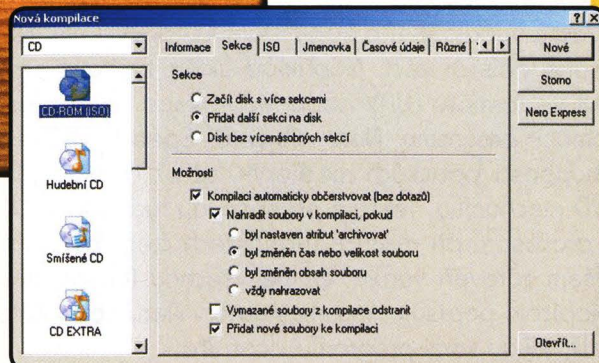 Nová kompilace
CD
CD-ROM (ISO)
Hudební CD
Smíšené CD
CD EXTRA
Informace Sekce ISO Jmenovka Časové údaje Různé
Sekce
Začít disk s více sekcemi
Přidat další sekci na disk
Disk bez vícenásobných sekcí
Možnosti
Kompilaci automaticky občerstvovat (bez dotazů)
Nahradit soubory v kompilaci, pokud
byl nastaven atribut 'archivovat'
byl změněn čas nebo velikost souboru
byl změněn obsah souboru
vždy nahrazovat
Vymazané soubory z kompilace odstranit
Přidat nové soubory ke kompilaci
Nové
Storno
Nero Express
Otevřít...